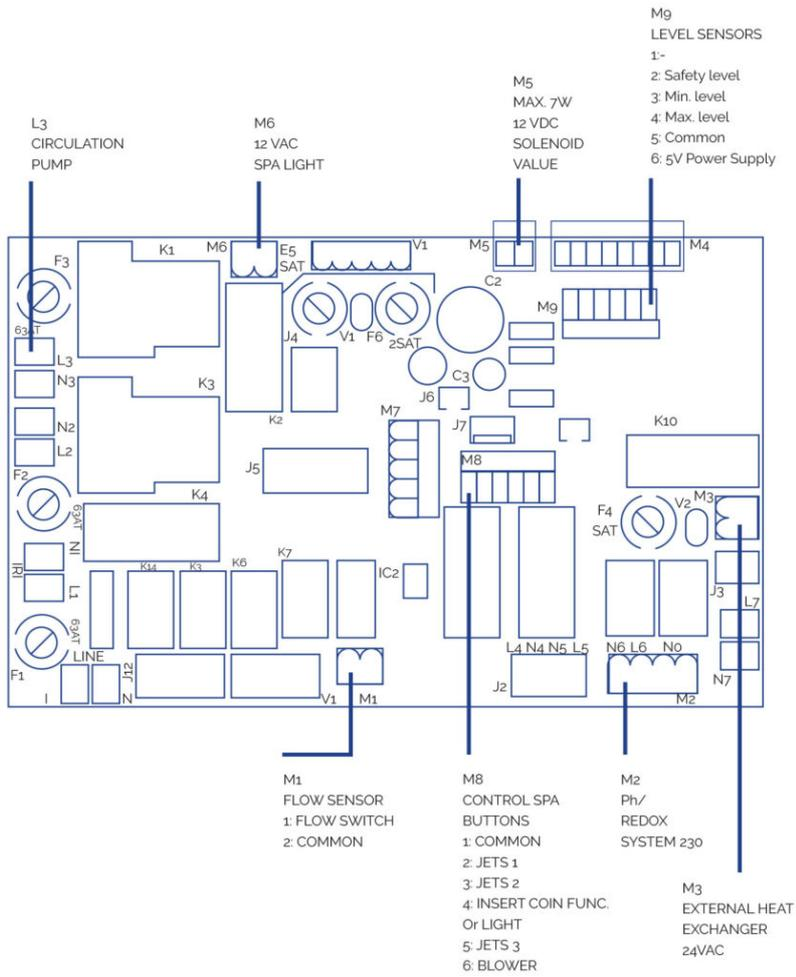 M9
LEVEL SENSORS
1:-
2: Safety level
3: Min. level
4: Max. level
5: Common
6: 5V Power Supply
M5
MAX. 7W
12 VDC
SOLENOID
VALUE
L3
CIRCULATION
PUMP
M6
12 VAC
SPA LIGHT
F3
K1
M6
E5
SAT
V1
M5
M4
63AT
L3
N3
N2
L2
F2
63AT
K3
K2
J4
V1
F6
2SAT
C2
M9
C3
J6
J7
M7
M8
K10
J5
K4
F4
SAT
V2
M3
NI
IRI
L1
K14
K3
K6
K7
IC2
J3
L7
63AT
F1
LINE
I
N
J12
V1
M1
L4 N4 N5 L5
J2
N6 L6 N0
M2
N7
M1
FLOW SENSOR
1: FLOW SWITCH
2: COMMON
M8
CONTROL SPA
BUTTONS
1: COMMON
2: JETS 1
3: JETS 2
4: INSERT COIN FUNC.
Or LIGHT
5: JETS 3
6: BLOWER
M2
Ph/
REDOX
SYSTEM 230
M3
EXTERNAL HEAT
EXCHANGER
24VAC